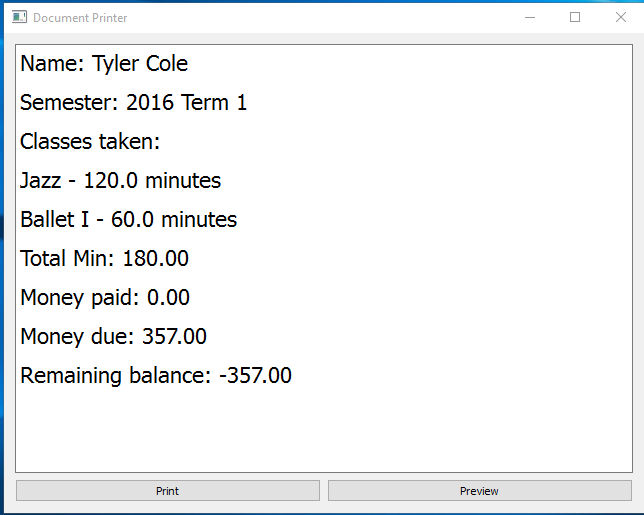 Document Printer
Name: Tyler Cole
Semester: 2016 Term 1
Classes taken:
Jazz - 120.0 minutes
Ballet I - 60.0 minutes
Total Min: 180.00
Money paid: 0.00
Money due: 357.00
Remaining balance: -357.00
Print Preview